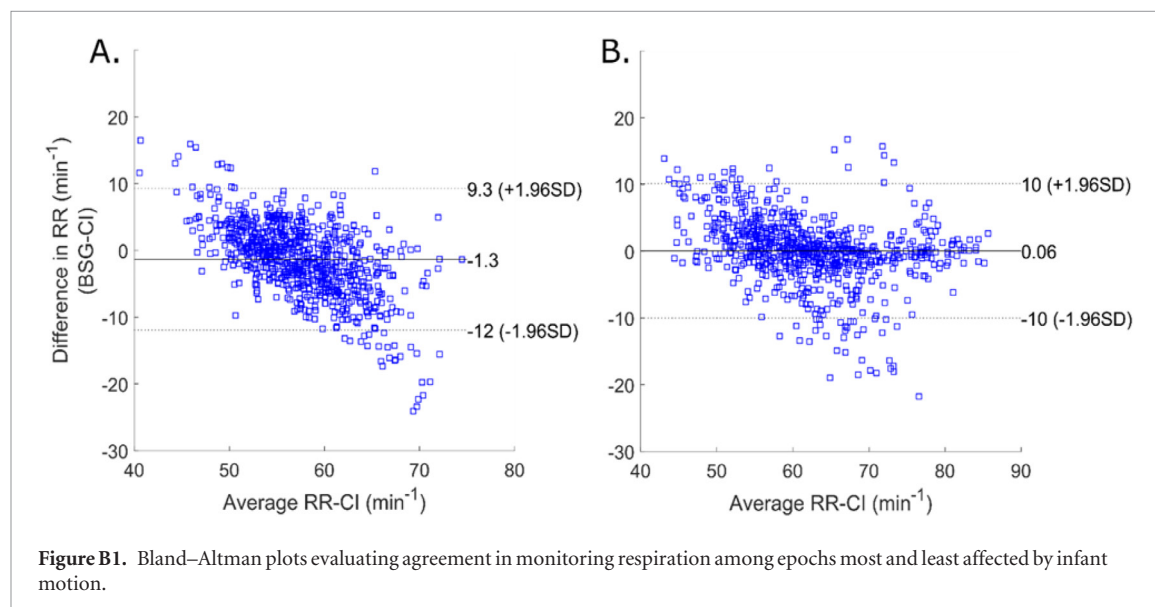 A.
Difference in RR (min⁻¹)
(BSG-CI)
20
10
0
-10
-20
-30
9.3 (+1.96SD)
-1.3
-12 (-1.96SD)
40 50 60 70 80
Average RR-CI (min⁻¹)
B.
20
10
0
-10
-20
-30
10 (+1.96SD)
0.06
-10 (-1.96SD)
40 50 60 70 80 90
Average RR-CI (min⁻¹)
Figure B1. Bland–Altman plots evaluating agreement in monitoring respiration among epochs most and least affected by infant
motion.